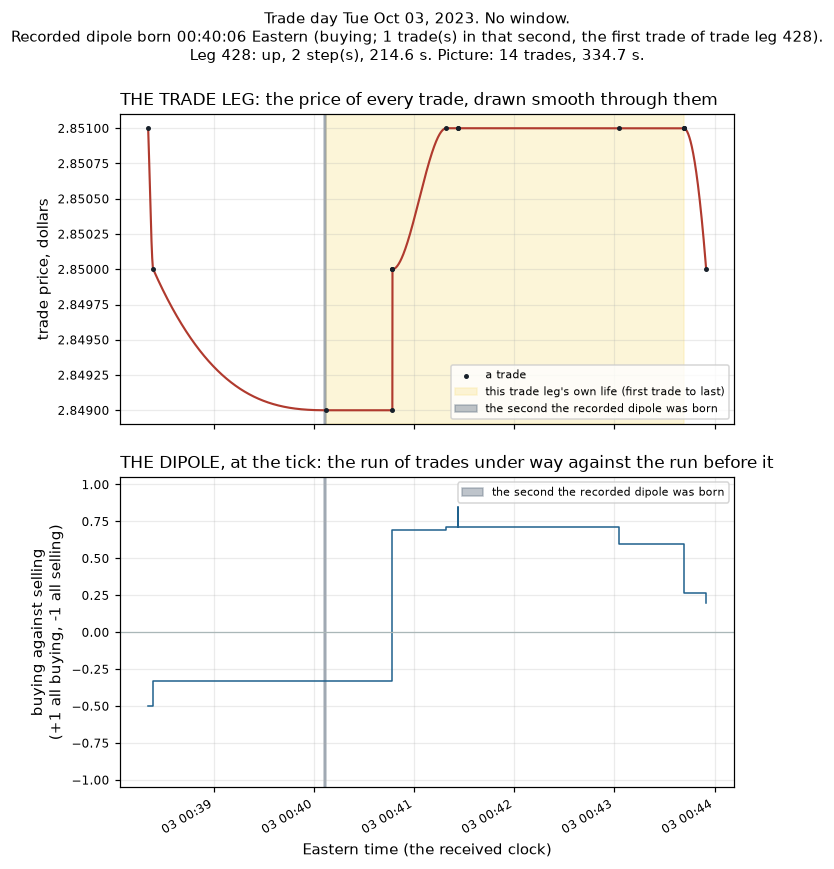 Trade day Tue Oct 03, 2023. No window.
Recorded dipole born 00:40:06 Eastern (buying; 1 trade(s) in that second, the first trade of trade leg 428).
Leg 428: up, 2 step(s), 214.6 s. Picture: 14 trades, 334.7 s.
THE TRADE LEG: the price of every trade, drawn smooth through them
trade price, dollars
2.85100
2.85075
2.85050
2.85025
2.85000
2.84975
2.84950
2.84925
2.84900
a trade
this trade leg's own life (first trade to last)
the second the recorded dipole was born
THE DIPOLE, at the tick: the run of trades under way against the run before it
buying against selling
(+1 all buying, -1 all selling)
1.00
0.75
0.50
0.25
0.00
−0.25
−0.50
−0.75
−1.00
the second the recorded dipole was born
03 00:39
03 00:40
03 00:41
03 00:42
03 00:43
03 00:44
Eastern time (the received clock)